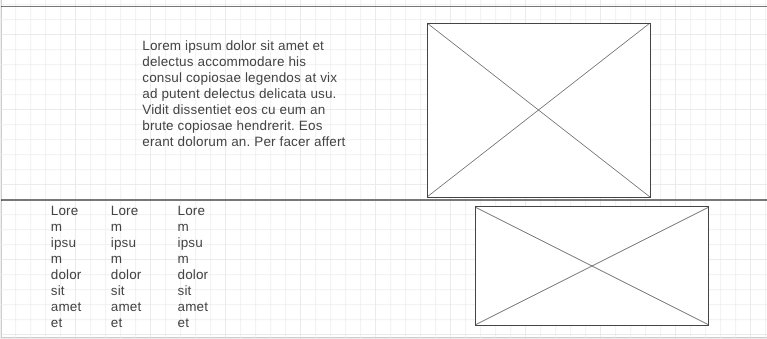 Lorem ipsum dolor sit amet et
delectus accommodare his
consul copiosae legendos at vix
ad putent delectus delicata usu.
Vidit dissentiet eos cu eum an
brute copiosae hendrerit. Eos
erant dolorum an. Per facer affert
Lore
m
ipsu
m
dolor
sit
amet
et
Lore
m
ipsu
m
dolor
sit
amet
et
Lore
m
ipsu
m
dolor
sit
amet
et